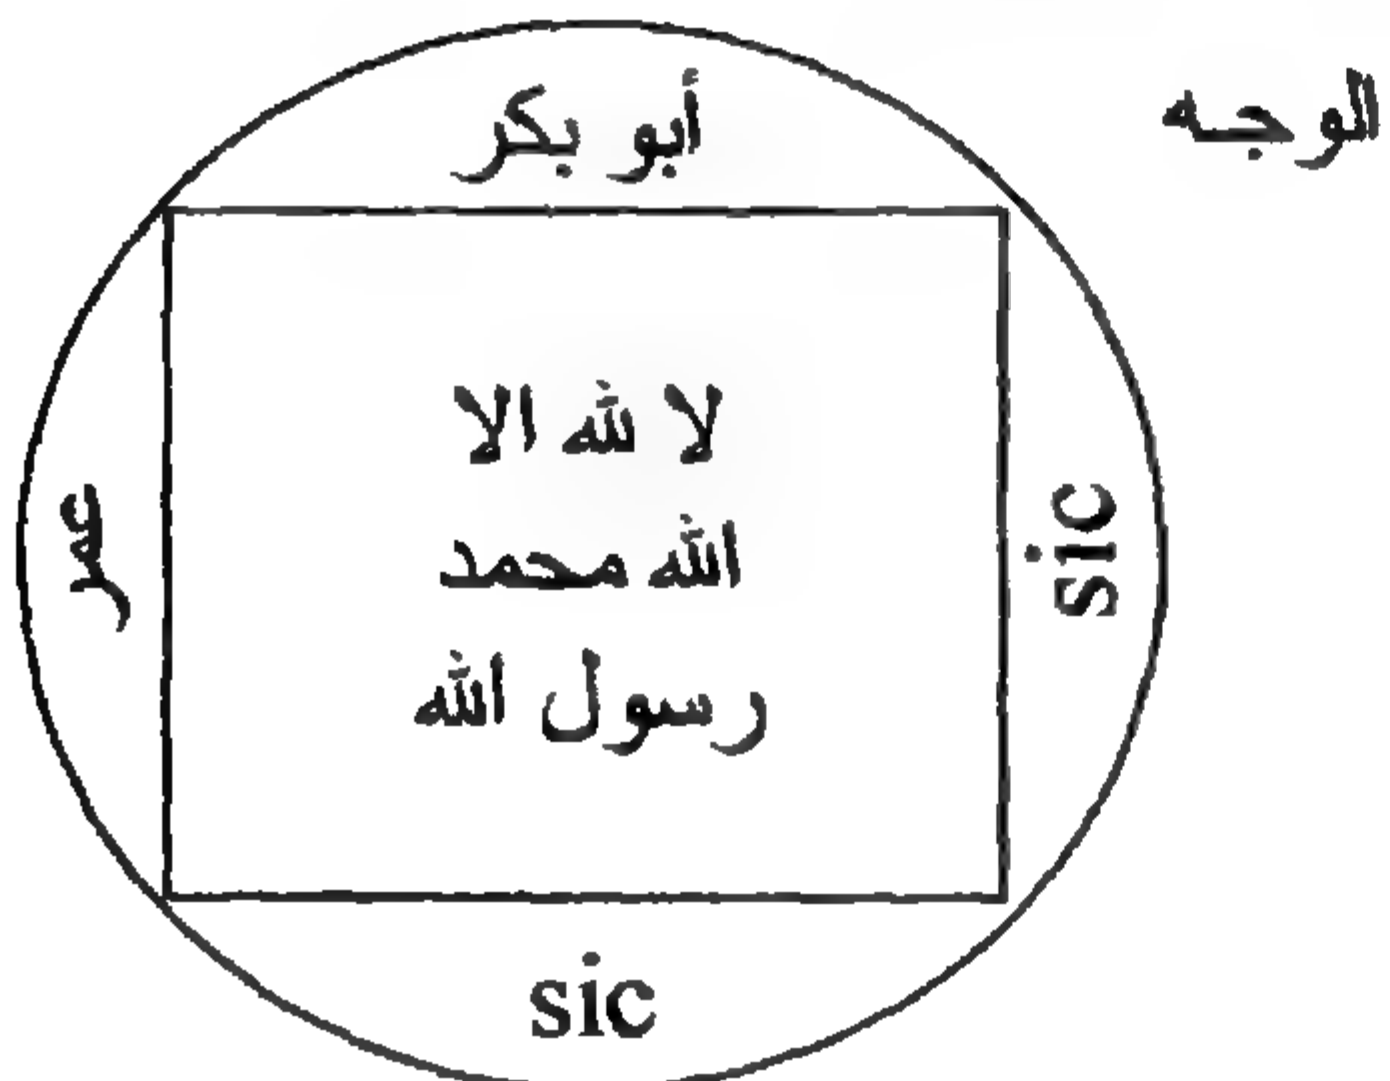 الوجه
أبو بكر
لا لله الا
الله محمد
رسول الله
عمر
sic
sic